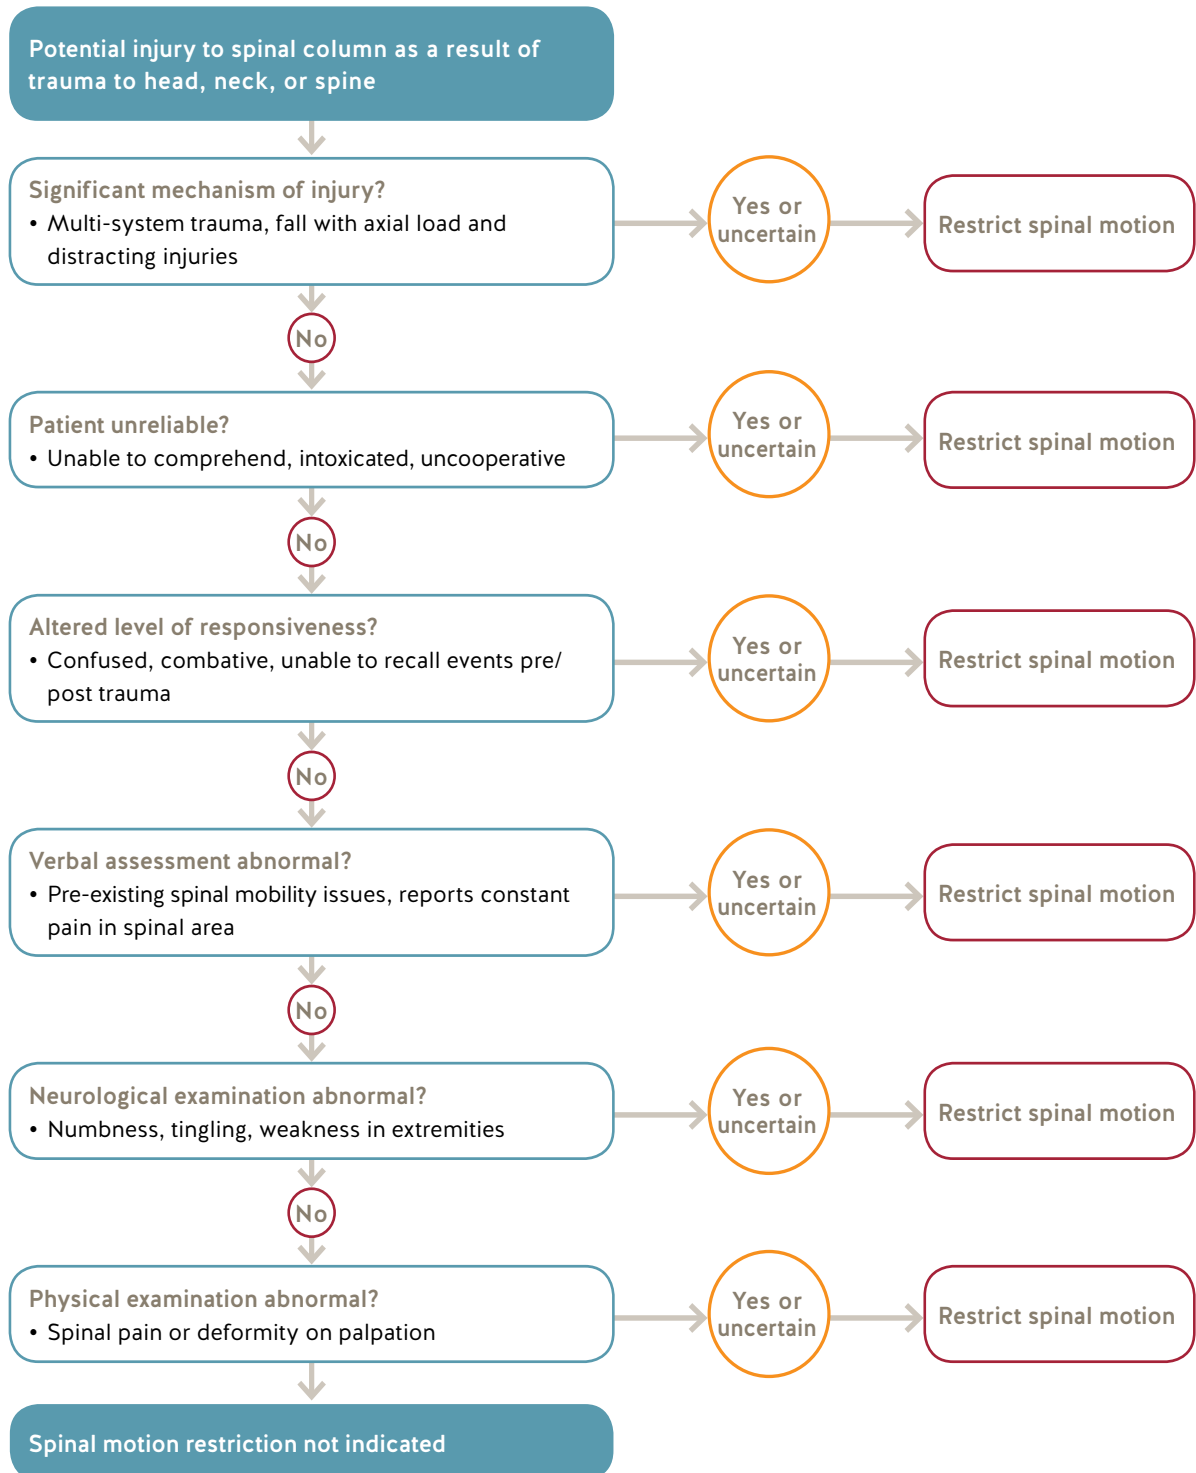 Potential injury to spinal column as a result of
trauma to head, neck, or spine
Significant mechanism of injury?
• Multi-system trauma, fall with axial load and
distracting injuries
Yes or
uncertain
Restrict spinal motion
No
Patient unreliable?
• Unable to comprehend, intoxicated, uncooperative
Yes or
uncertain
Restrict spinal motion
No
Altered level of responsiveness?
• Confused, combative, unable to recall events pre/
post trauma
Yes or
uncertain
Restrict spinal motion
No
Verbal assessment abnormal?
• Pre-existing spinal mobility issues, reports constant
pain in spinal area
Yes or
uncertain
Restrict spinal motion
No
Neurological examination abnormal?
• Numbness, tingling, weakness in extremities
Yes or
uncertain
Restrict spinal motion
No
Physical examination abnormal?
• Spinal pain or deformity on palpation
Yes or
uncertain
Restrict spinal motion
Spinal motion restriction not indicated